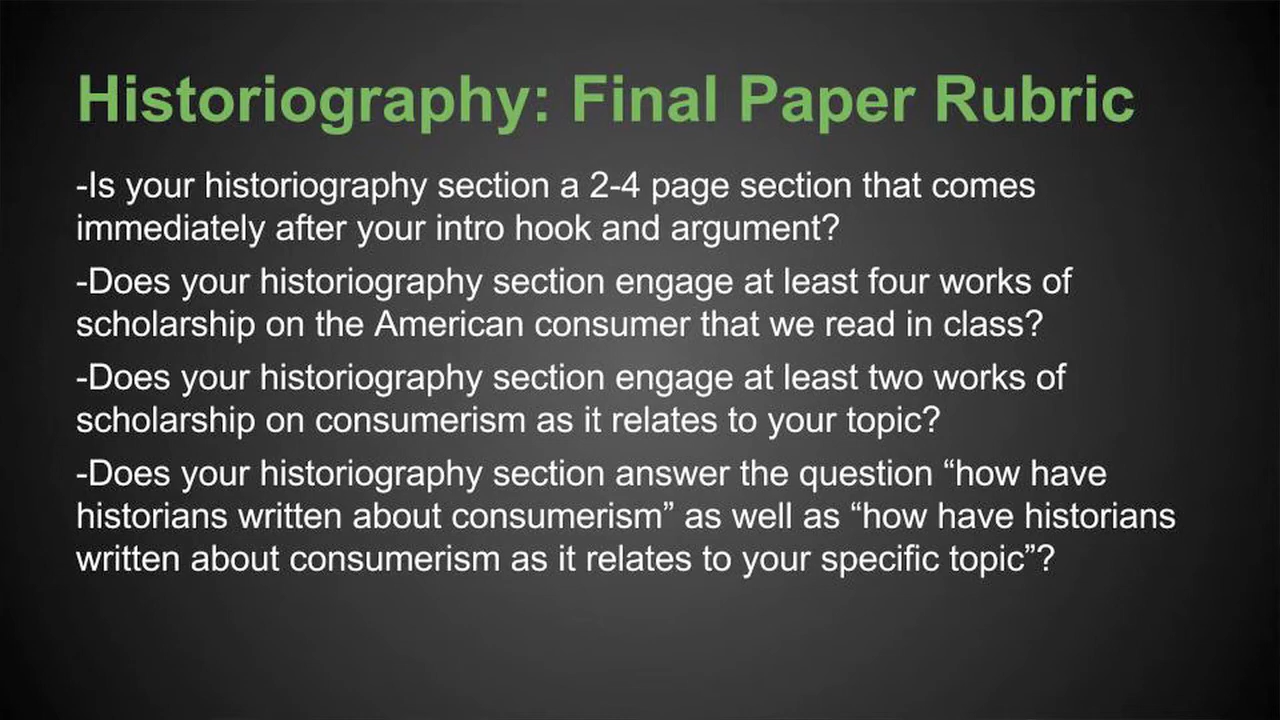 Historiography: Final Paper Rubric
-Is your historiography section a 2-4 page section that comes
immediately after your intro hook and argument?
-Does your historiography section engage at least four works of
scholarship on the American consumer that we read in class?
-Does your historiography section engage at least two works of
scholarship on consumerism as it relates to your topic?
-Does your historiography section answer the question “how have
historians written about consumerism” as well as “how have historians
written about consumerism as it relates to your specific topic”?